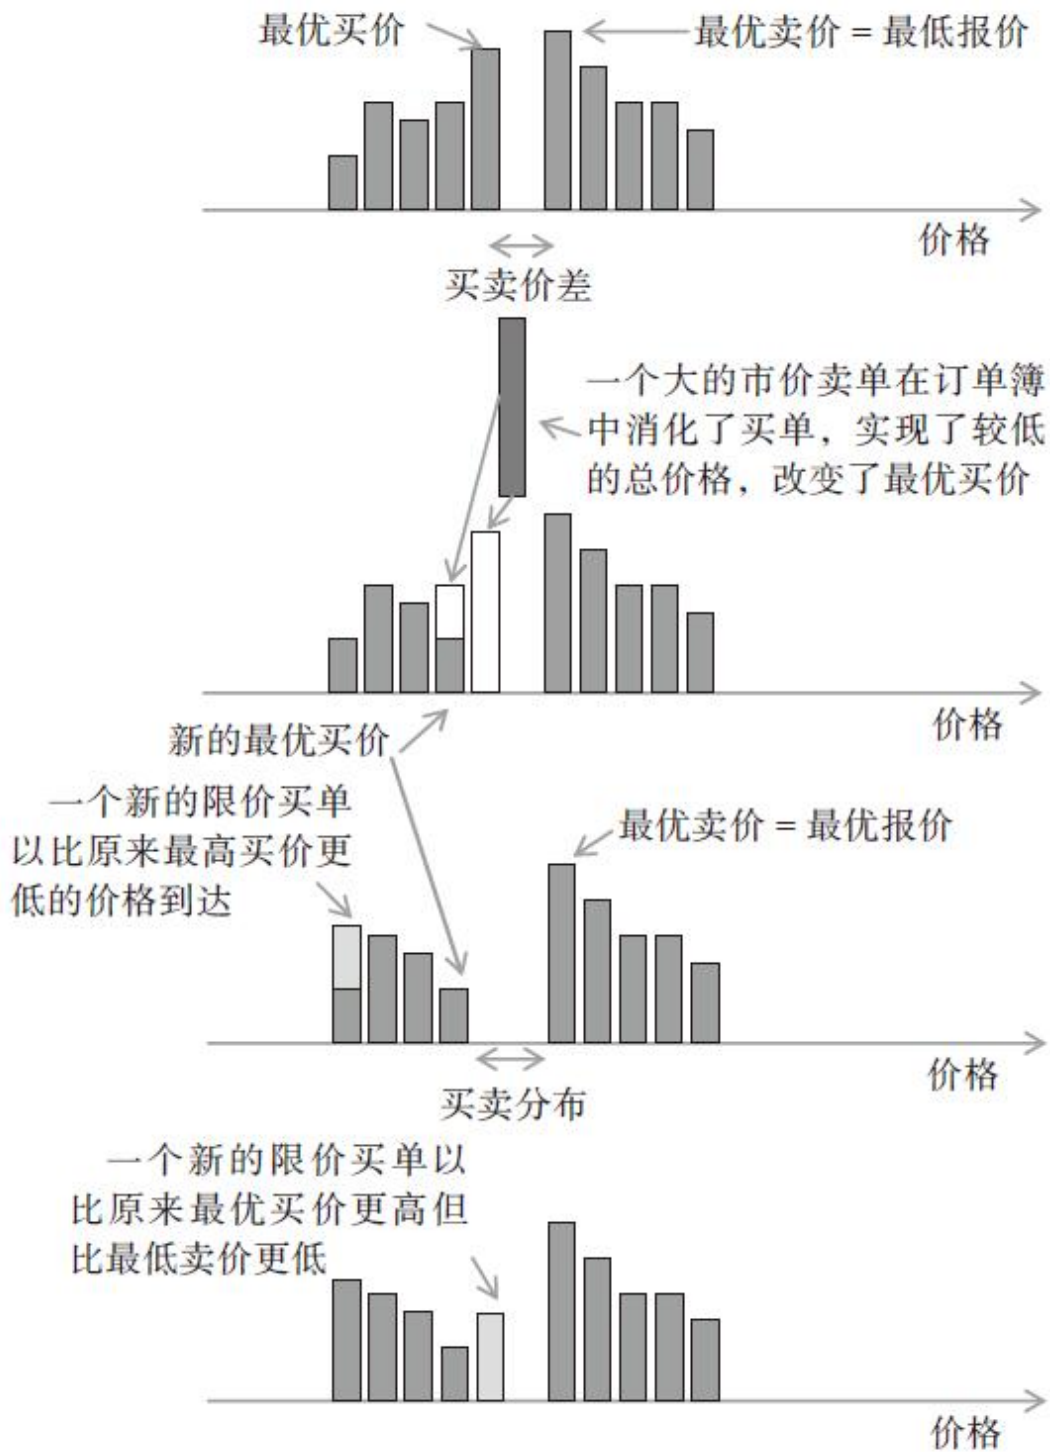 最优买价
最优卖价 = 最低报价
价格
买卖价差
一个大的市价卖单在订单簿
中消化了买单，实现了较低
的总价格，改变了最优买价
价格
新的最优买价
一个新的限价买单
以比原来最高买价更
低的价格到达
最优卖价 = 最优报价
价格
买卖分布
一个新的限价买单以
比原来最优买价更高但
比最低卖价更低
价格